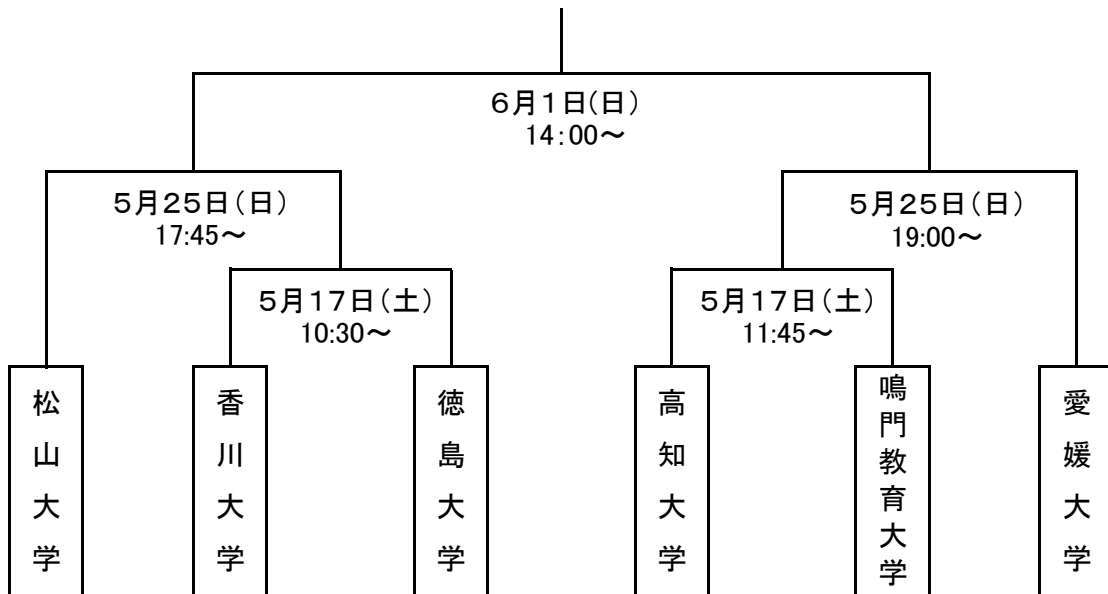 6月1日(日)
14:00～
5月25日(日)
17:45～
5月25日(日)
19:00～
5月17日(土)
10:30～
5月17日(土)
11:45～
松山大学
香川大学
徳島大学
高知大学
鳴門教育大学
愛媛大学